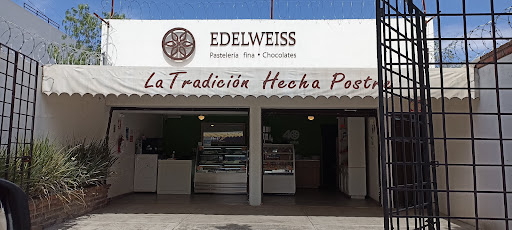 EDELWEISS
Pastelería fina • Chocolates
La Tradición Hecha Postre